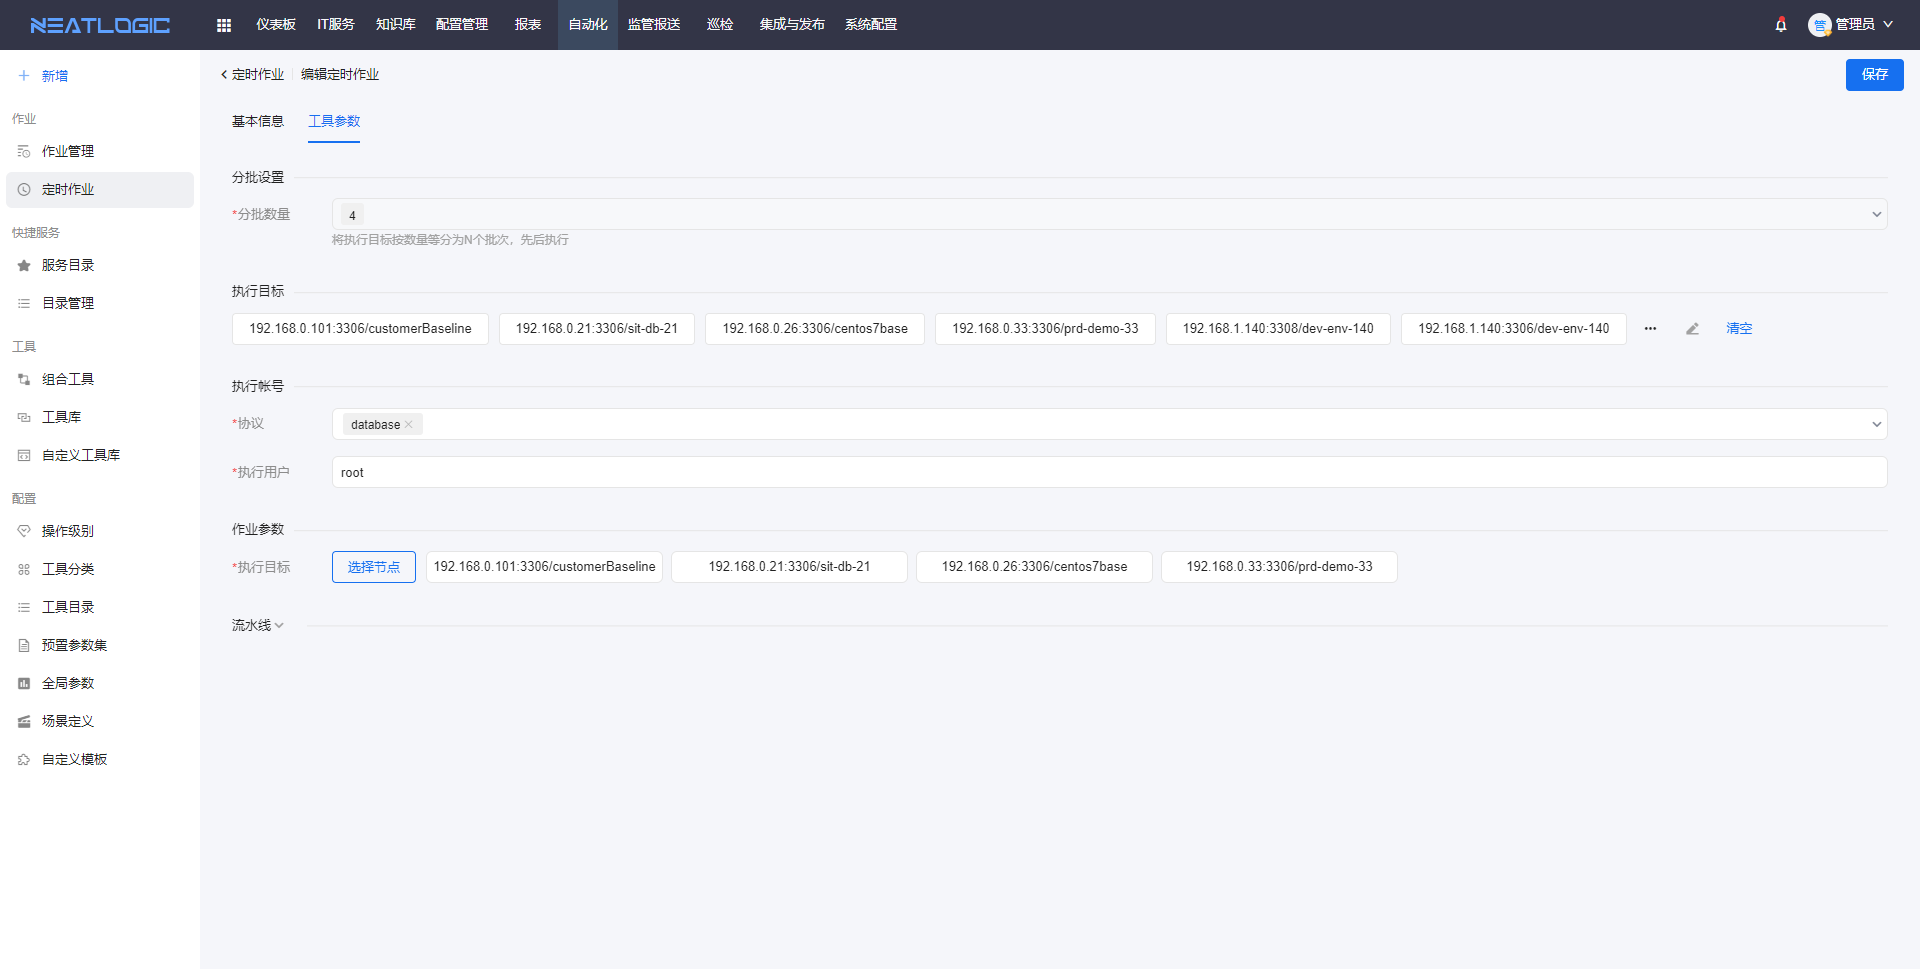 NEATLOGIC
仪表板 IT服务 知识库 配置管理 报表 自动化 监管报送 巡检 集成与发布 系统配置
管 管理员
新增
作业
作业管理
定时作业
快捷服务
服务目录
目录管理
工具
组合工具
工具库
自定义工具库
配置
操作级别
工具分类
工具目录
预置参数集
全局参数
场景定义
自定义模板
定时作业 编辑定时作业
保存
基本信息 工具参数
分批设置
*分批数量 4
将执行目标按数量等分为N个批次，先后执行
执行目标
192.168.0.101:3306/customerBaseline 192.168.0.21:3306/sit-db-21 192.168.0.26:3306/centos7base 192.168.0.33:3306/prd-demo-33 192.168.1.140:3308/dev-env-140 192.168.1.140:3306/dev-env-140 ··· 清空
执行帐号
*协议 database
*执行用户 root
作业参数
*执行目标 选择节点 192.168.0.101:3306/customerBaseline 192.168.0.21:3306/sit-db-21 192.168.0.26:3306/centos7base 192.168.0.33:3306/prd-demo-33
流水线